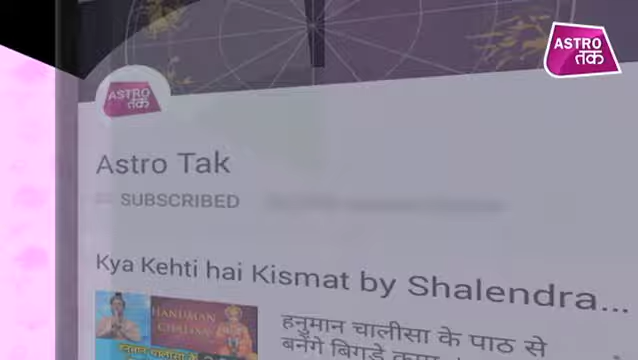 ASTRO
तक
ASTRO
तक
Astro Tak
SUBSCRIBED
Kya Kehti hai Kismat by Shalendra...
HANUMAN
CHALISA
हनुमान चालीसा के पाठ से
बनेंगे बिगड़े काम